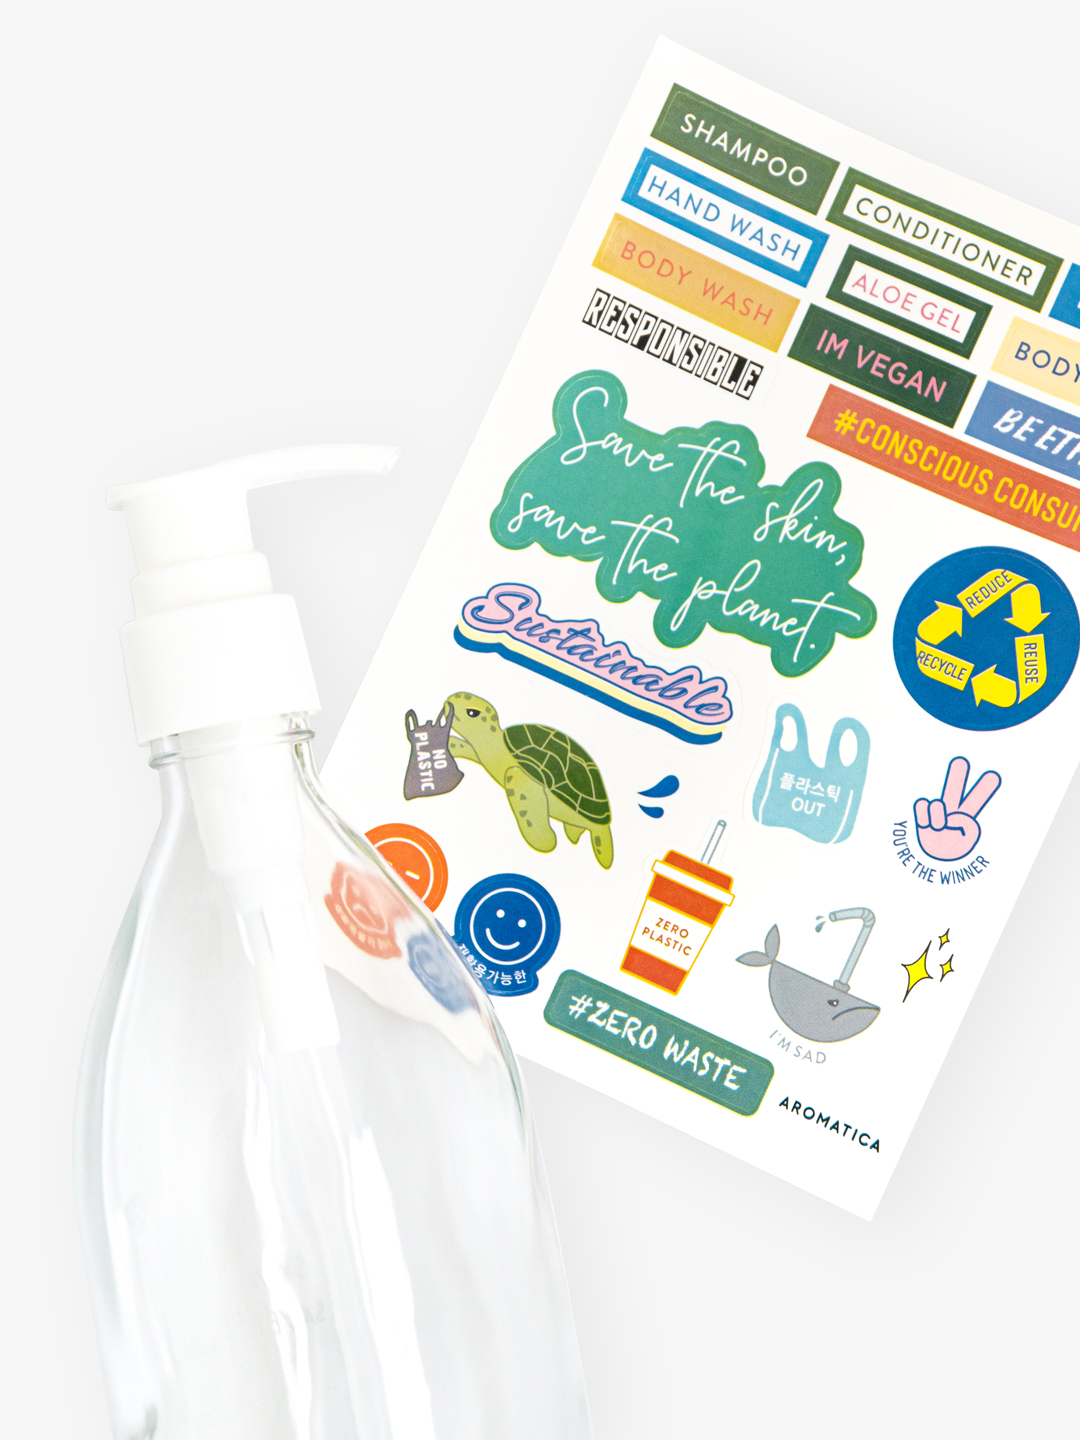 SHAMPOO
CONDITIONER
HAND WASH
ALOE GEL
BODY WASH
BODY
RESPONSIBLE
IM VEGAN
BE ETH
#CONSCIOUS CONSU
Save the skin,
save the planet.
REDUCE
REUSE
RECYCLE
Sustainable
NO
PLASTIC
플라스틱
OUT
YOU'RE THE WINNER
재활용가능한
ZERO
PLASTIC
I'M SAD
#ZERO WASTE
AROMATICA